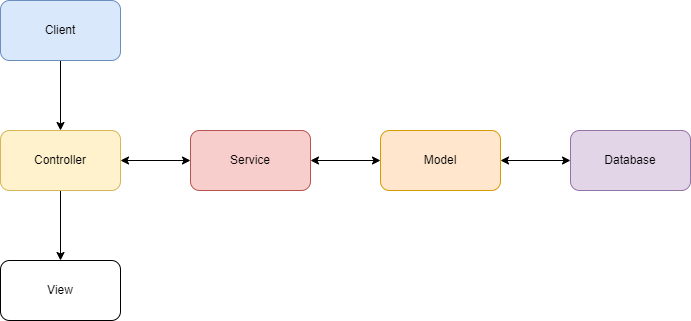 Client
Controller
Service
Model
Database
View